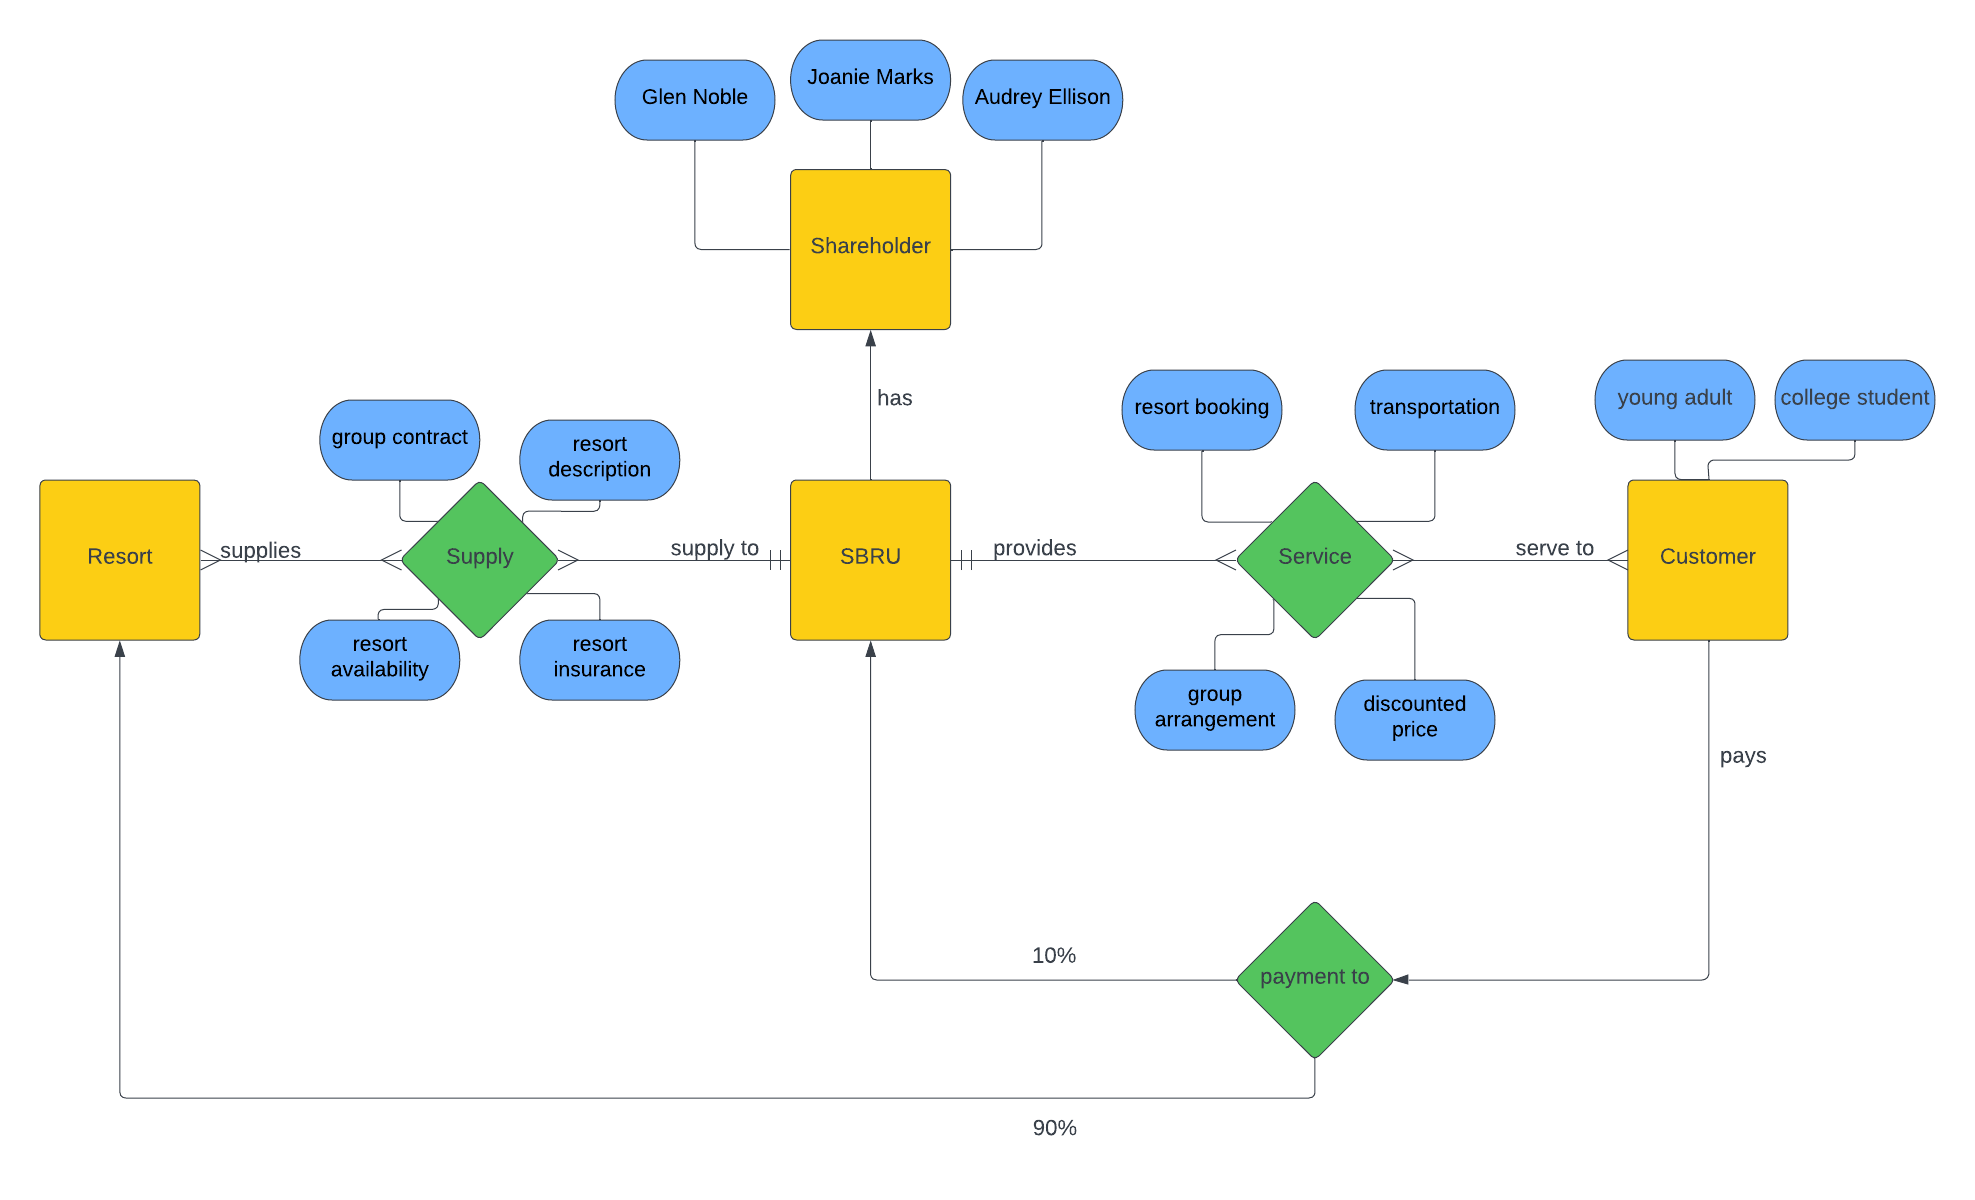 Joanie Marks
Glen Noble
Audrey Ellison
Shareholder
has
resort booking
transportation
young adult
college student
group contract
resort
description
Resort
supplies
Supply
supply to
SBRU
provides
Service
serve to
Customer
resort
availability
resort
insurance
group
arrangement
discounted
price
pays
10%
payment to
90%